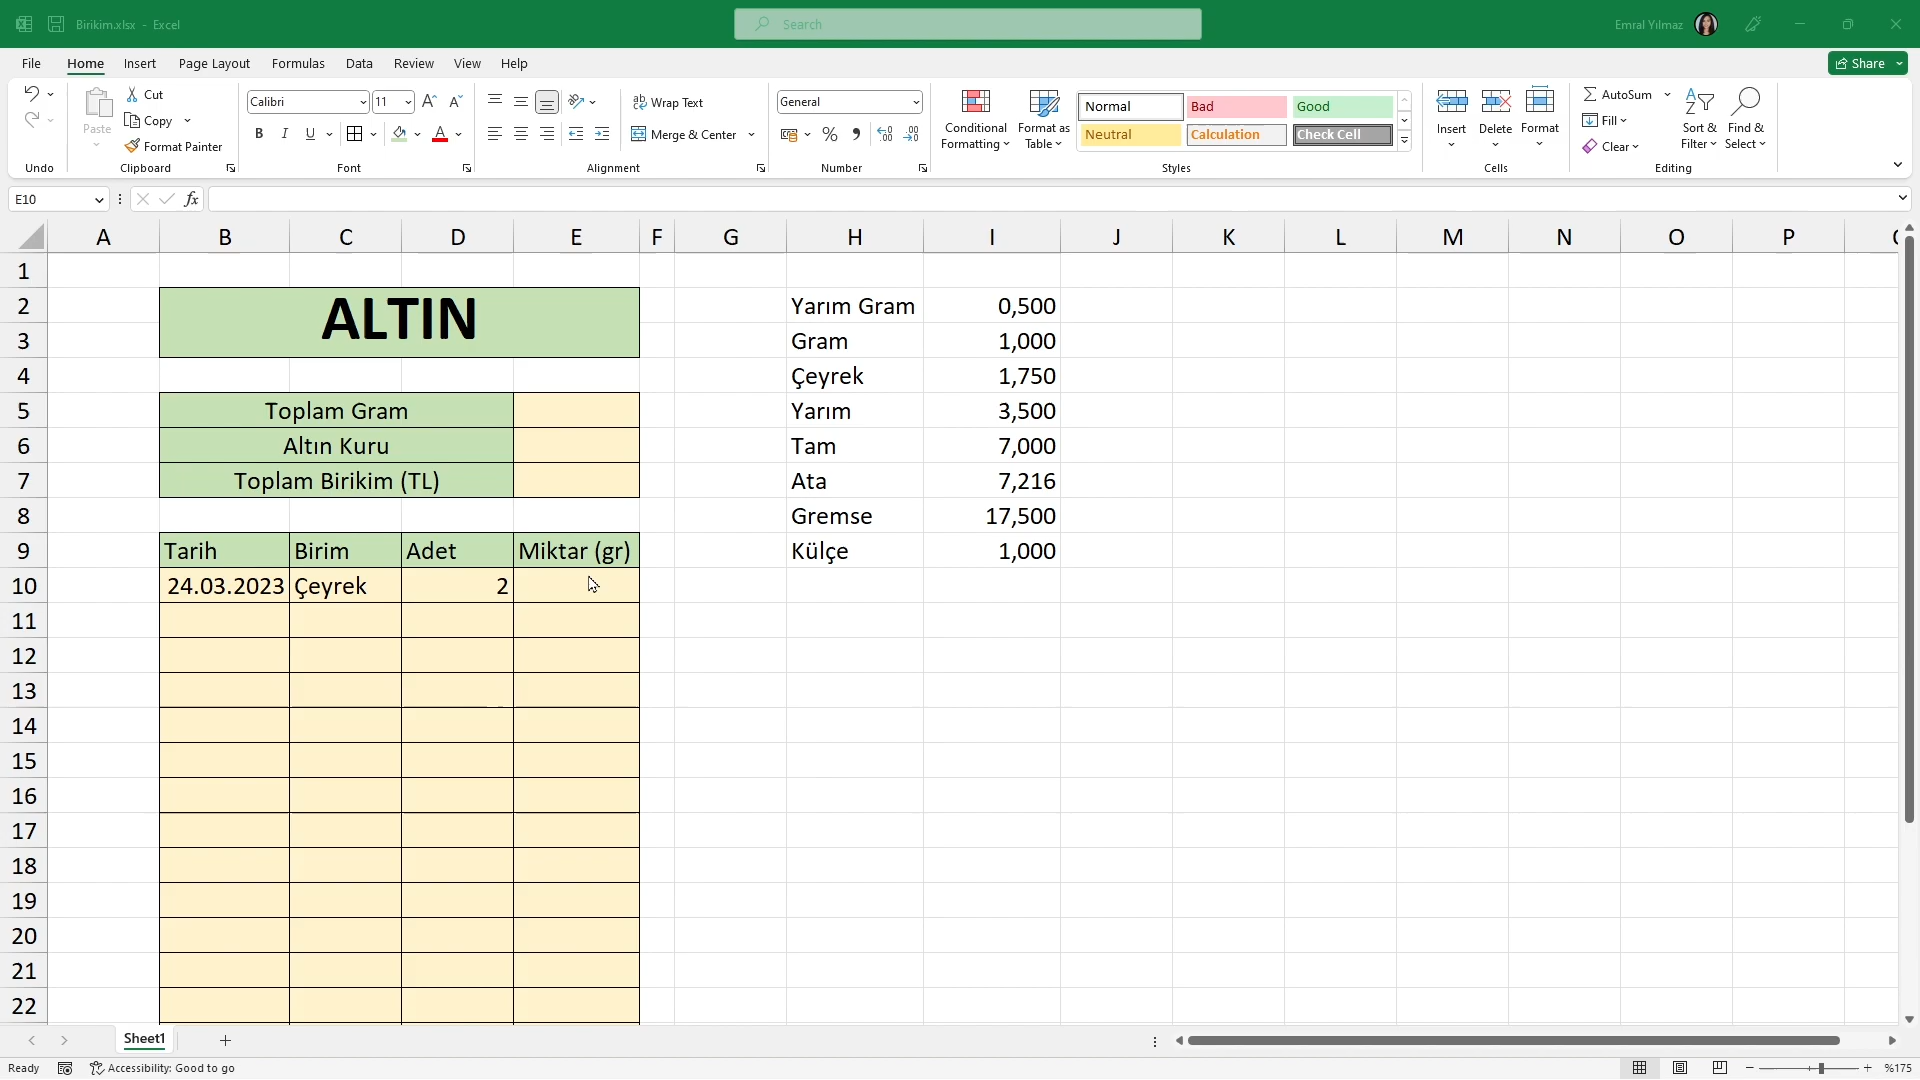 Birikim.xlsx - Excel
Search
Emral Yılmaz
File Home Insert Page Layout Formulas Data Review View Help
Share
Undo
Paste
Cut
Copy
Format Painter
Clipboard
Calibri 11
B I U
Font
Wrap Text
Merge & Center
Alignment
General
Number
Conditional Formatting
Format as Table
Normal Bad Good
Neutral Calculation Check Cell
Styles
Insert Delete Format
Cells
AutoSum
Fill
Clear
Sort & Filter
Find & Select
Editing
E10 fx
A B C D E F G H I J K L M N O P
1
2 ALTIN Yarım Gram 0,500
3 Gram 1,000
4 Çeyrek 1,750
5 Toplam Gram Yarım 3,500
6 Altın Kuru Tam 7,000
7 Toplam Birikim (TL) Ata 7,216
8 Gremse 17,500
9 Tarih Birim Adet Miktar (gr) Külçe 1,000
10 24.03.2023 Çeyrek 2
11
12
13
14
15
16
17
18
19
20
21
22
Sheet1
Ready Accessibility: Good to go %175